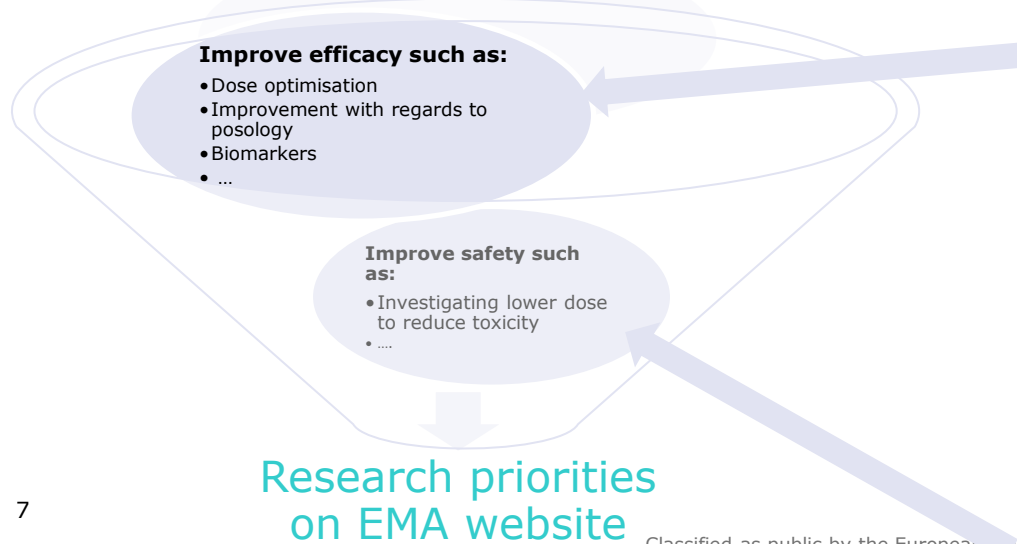 Improve efficacy such as:
•Dose optimisation
•Improvement with regards to
posology
•Biomarkers
• …
Improve safety such
as:
•Investigating lower dose
to reduce toxicity
• ….
Research priorities
on EMA website
7
Classified as public by the